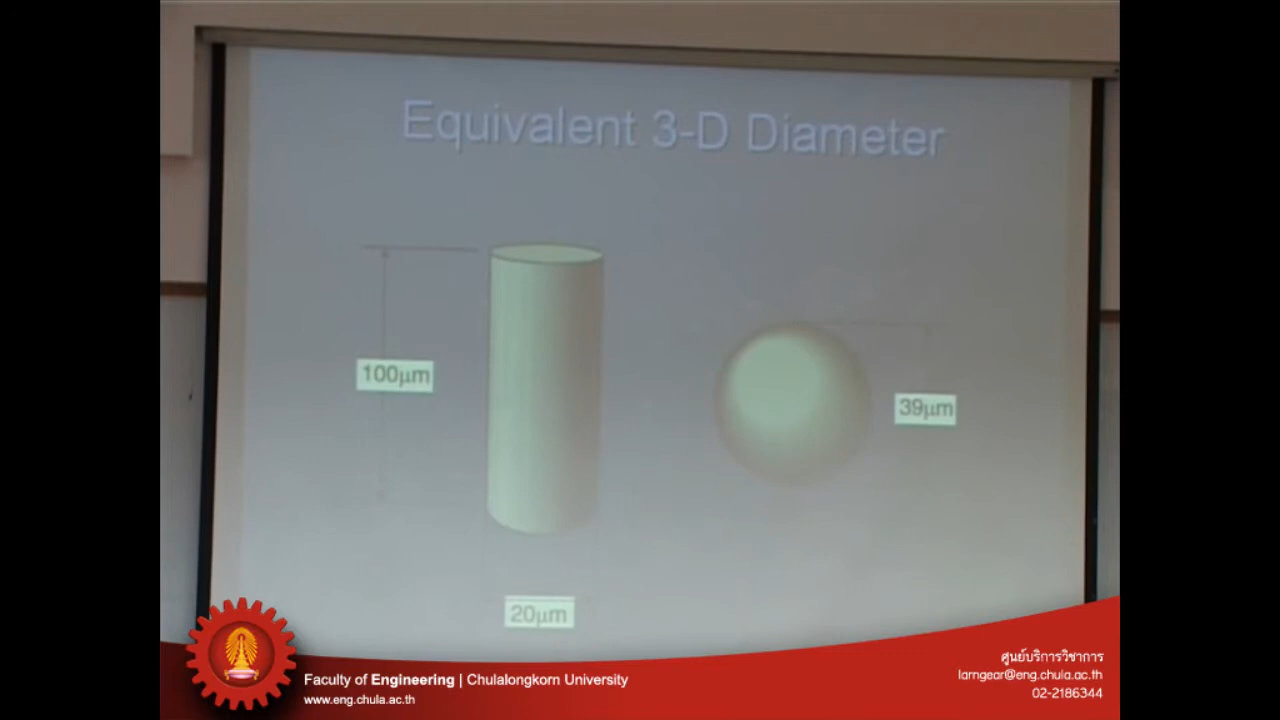 Equivalent 3-D Diameter
100μm
39μm
20μm
Faculty of Engineering | Chulalongkorn University
www.eng.chula.ac.th
ศูนย์บริการวิชาการ
larngear@eng.chula.ac.th
02-2186344